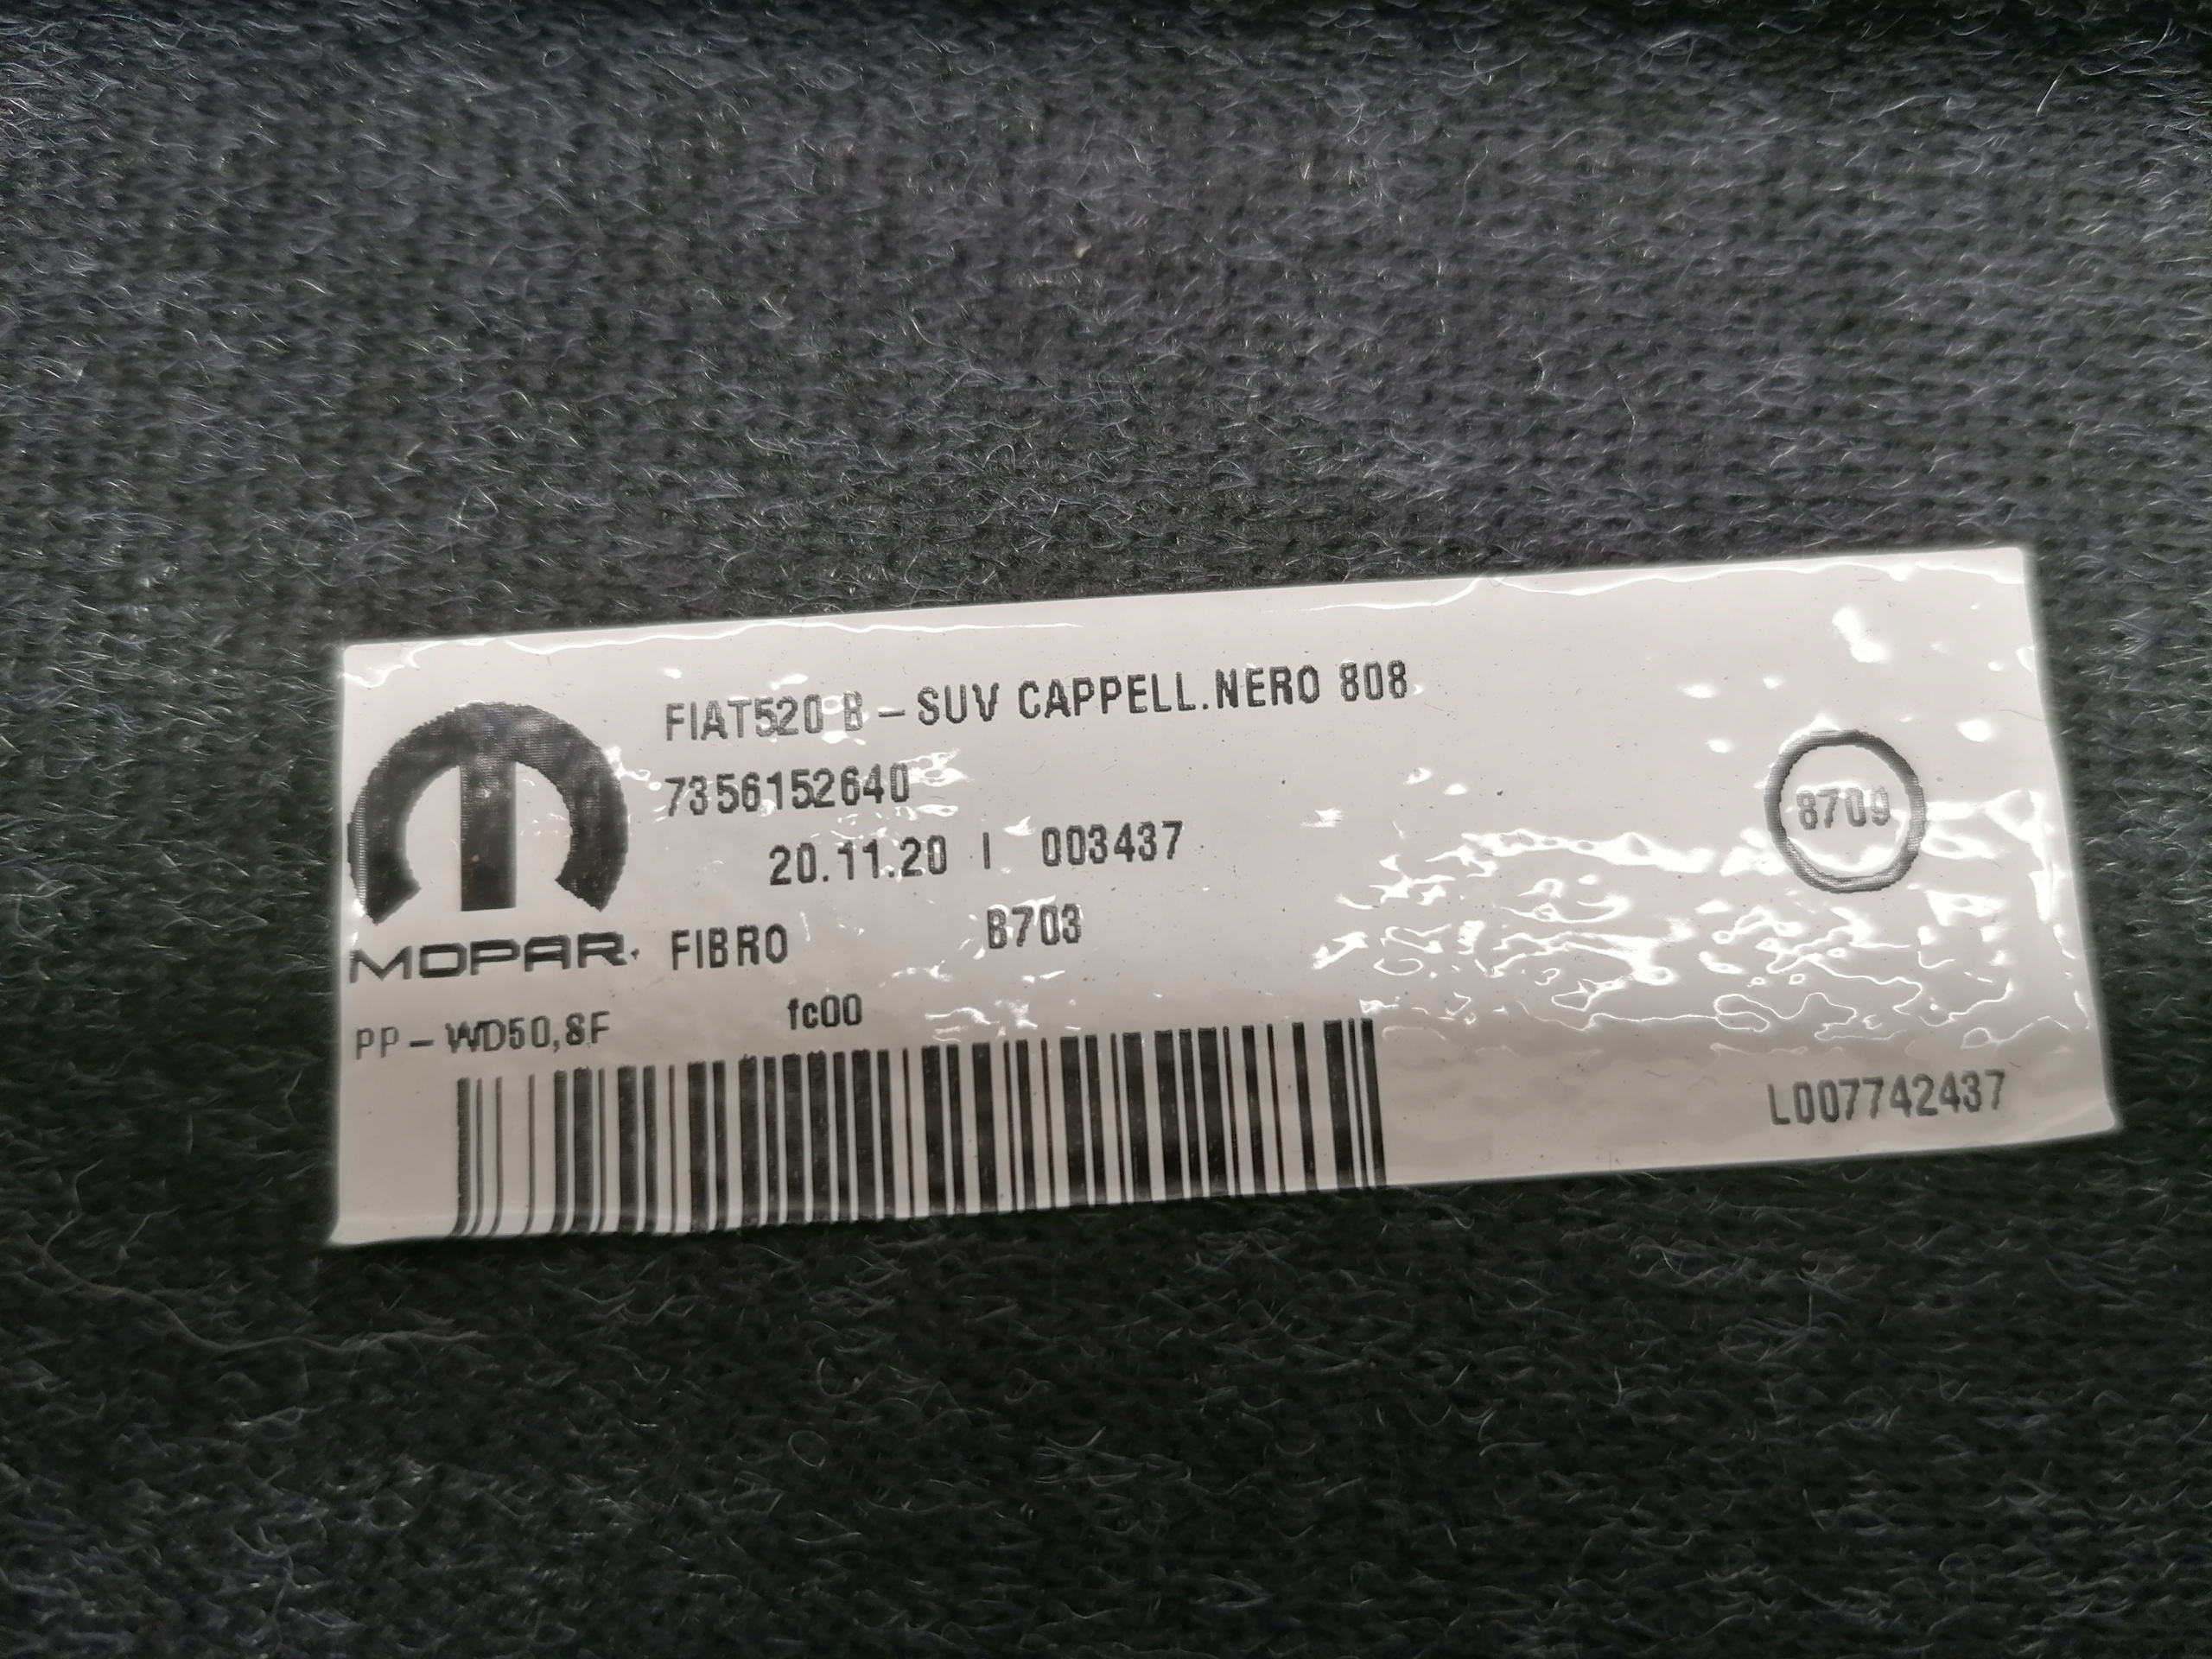 FIAT520 B – SUV CAPPELL.NERO 808
7356152640
20.11.20 I 003437
8709
MOPAR. FIBRO B703
PP – WD50,8F fc00
L007742437